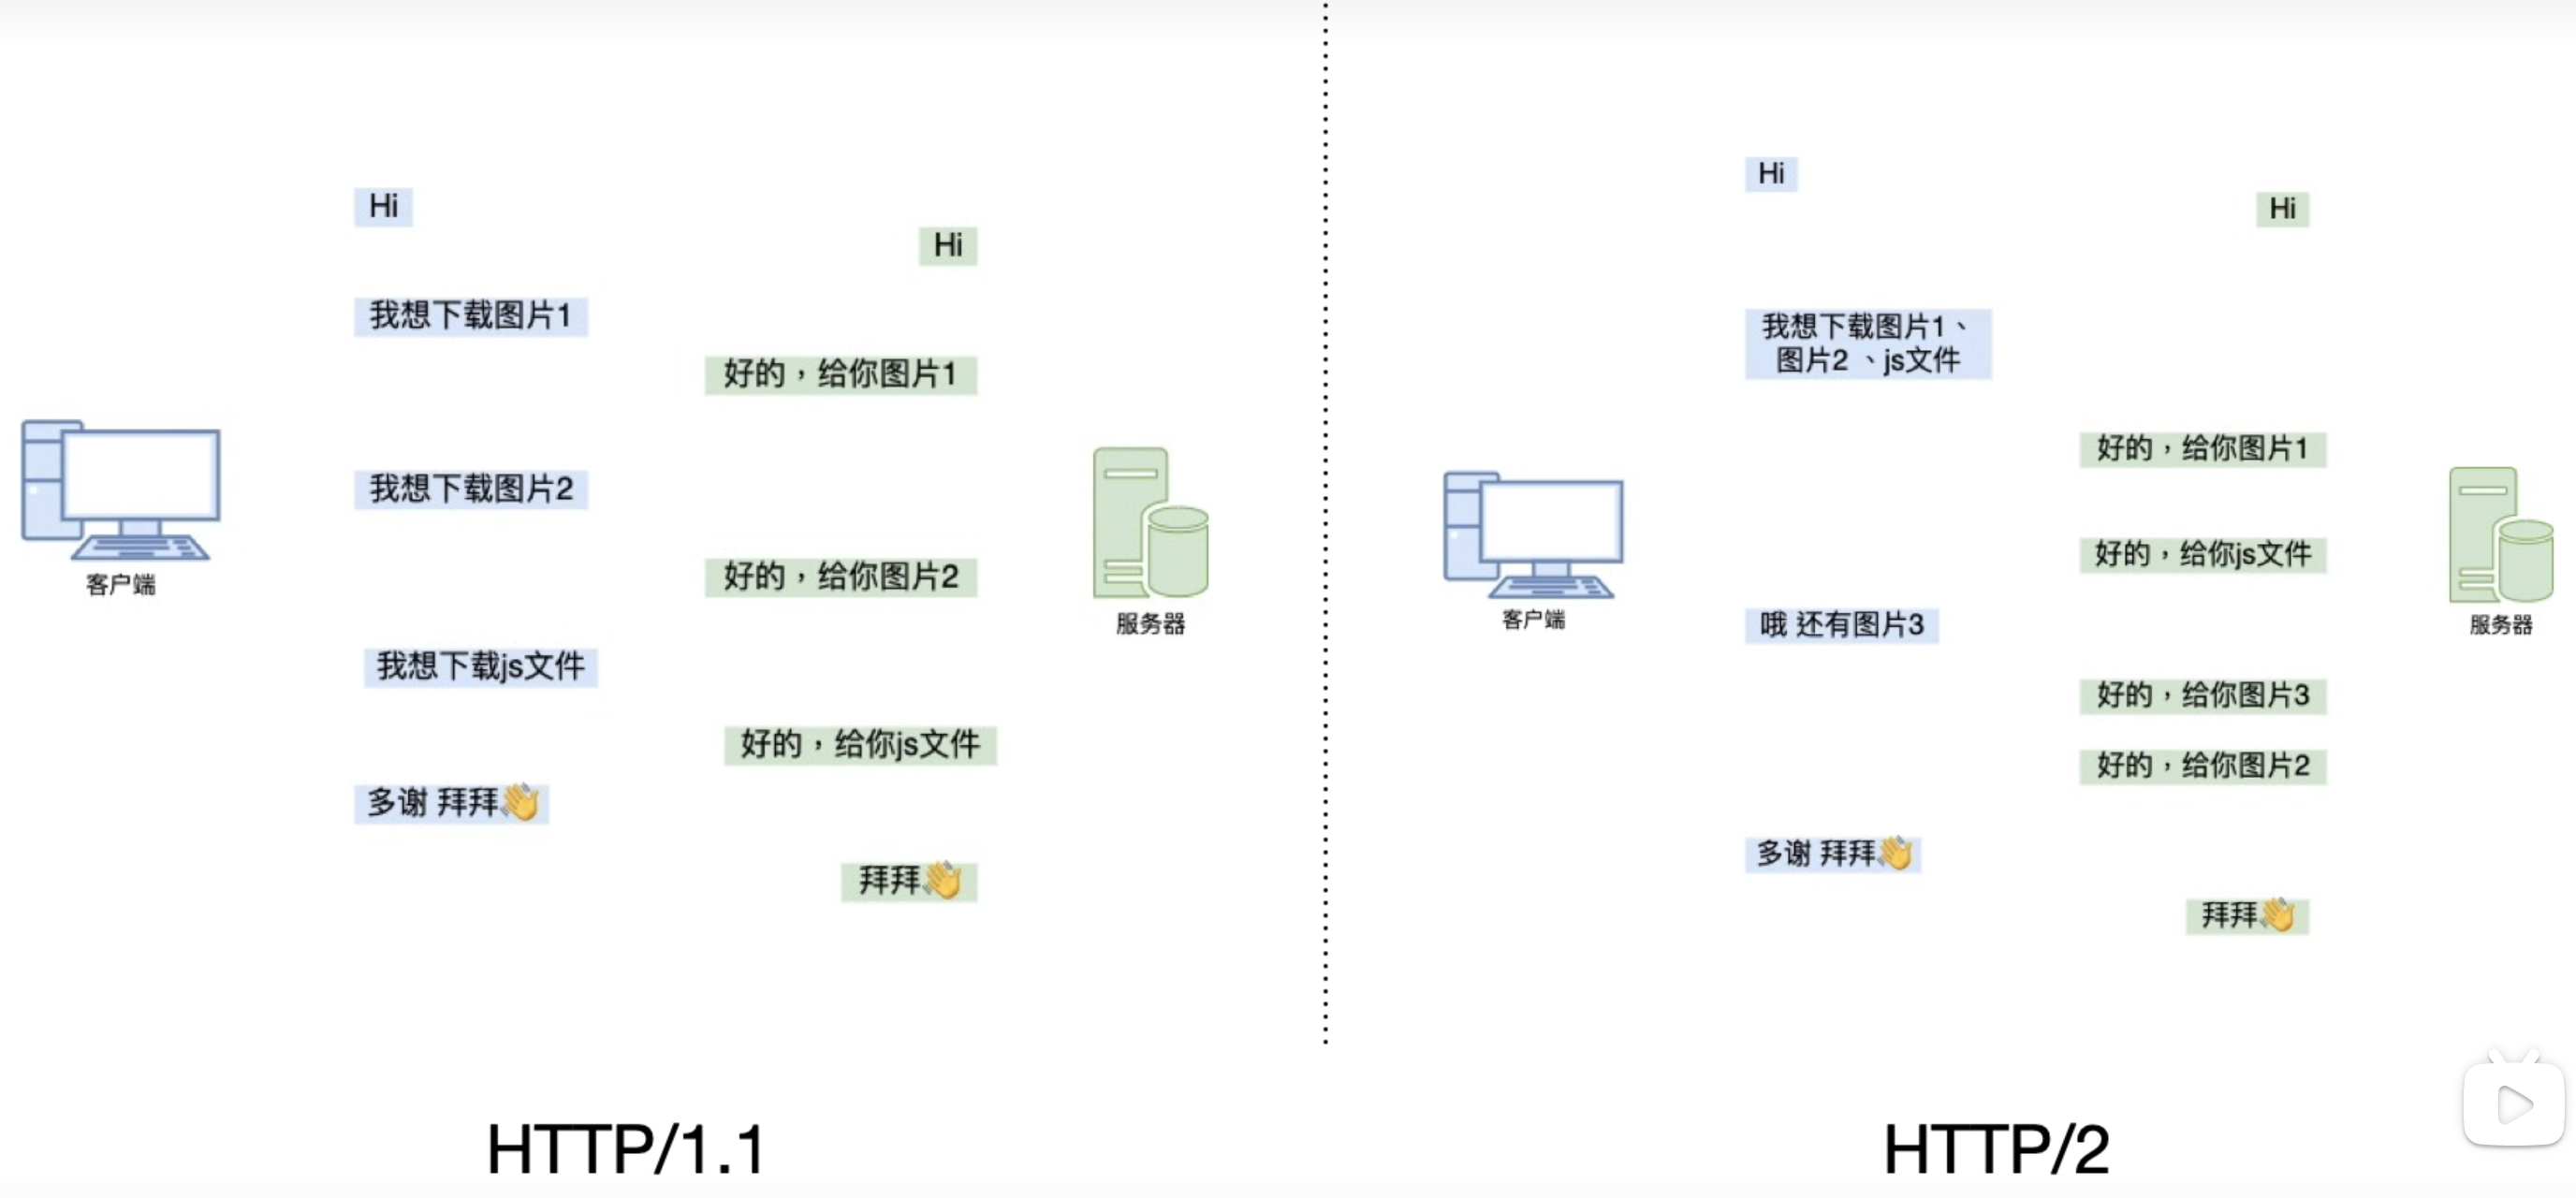 Hi
Hi
我想下载图片1
好的，给你图片1
我想下载图片2
好的，给你图片2
我想下载js文件
好的，给你js文件
多谢 拜拜👋
拜拜👋
客户端
服务器
HTTP/1.1
Hi
Hi
我想下载图片1、
图片2 、js文件
好的，给你图片1
好的，给你js文件
哦 还有图片3
好的，给你图片3
好的，给你图片2
多谢 拜拜👋
拜拜👋
客户端
服务器
HTTP/2